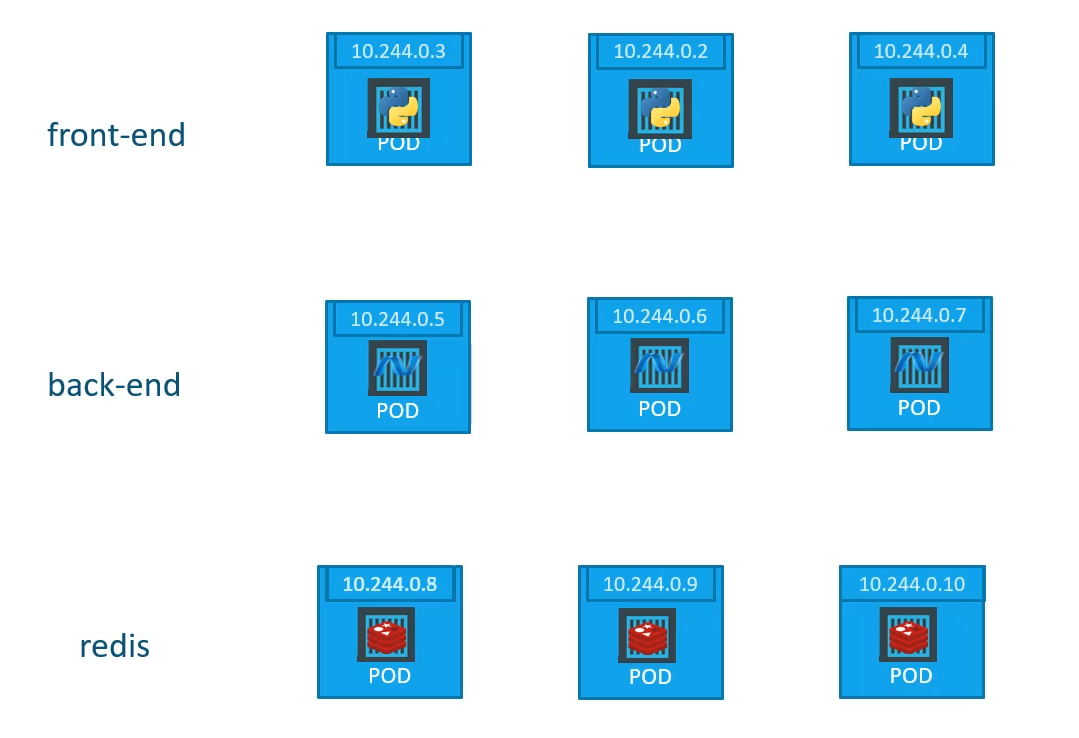 10.244.0.3
10.244.0.2
10.244.0.4
front-end
POD
POD
POD
10.244.0.5
10.244.0.6
10.244.0.7
back-end
POD
POD
POD
10.244.0.8
10.244.0.9
10.244.0.10
redis
POD
POD
POD